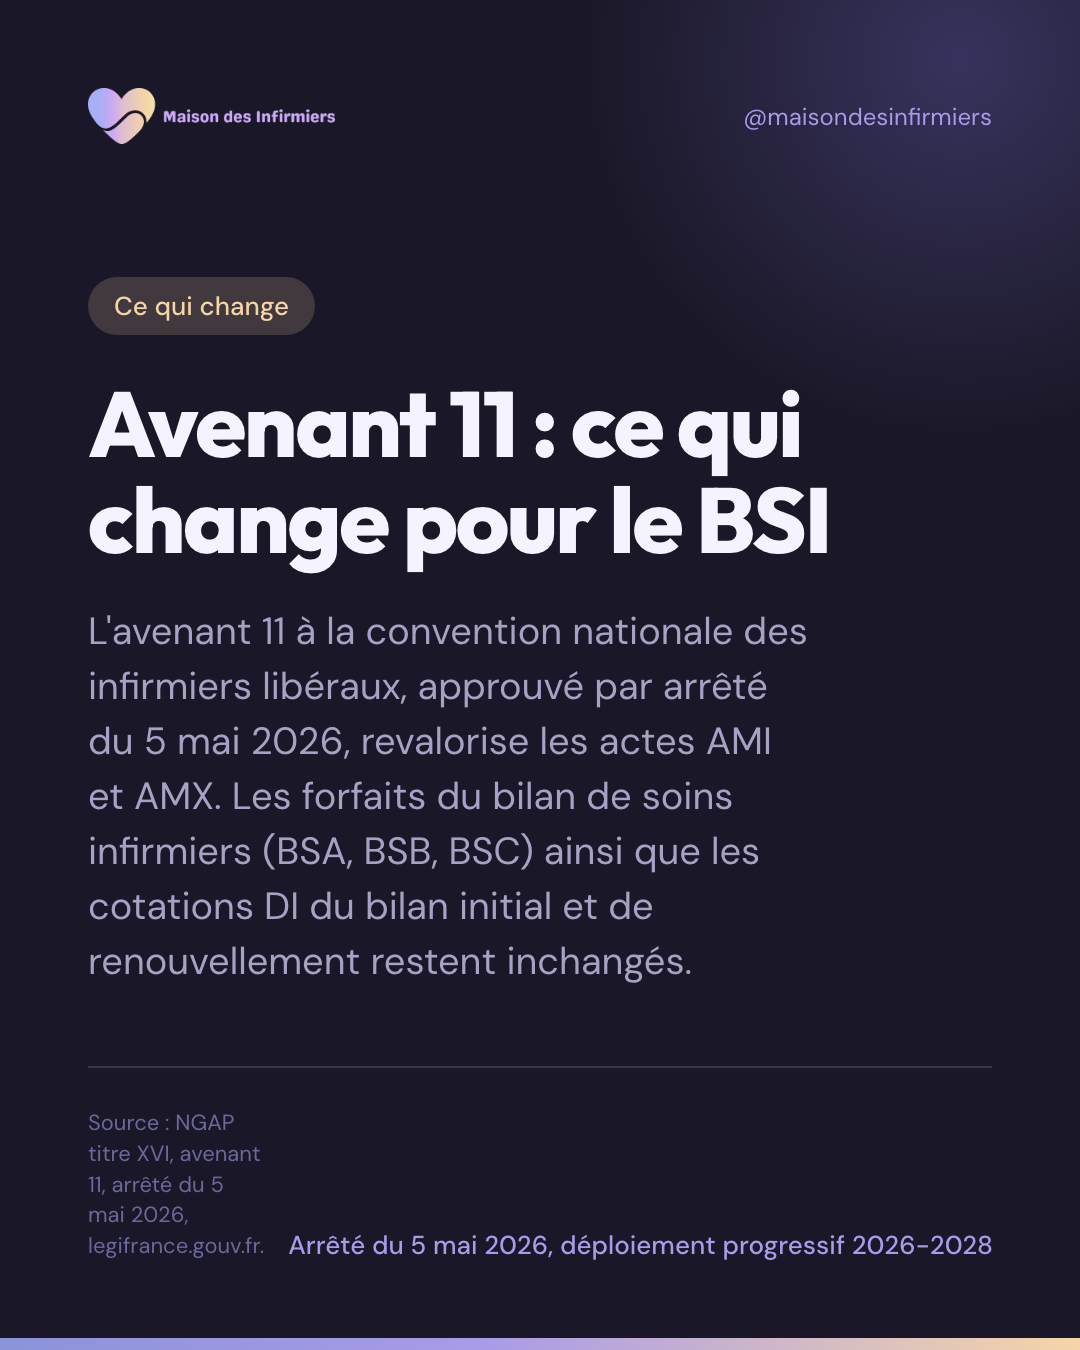 Maison des Infirmiers
@maisondesinfirmiers
Ce qui change
Avenant 11 : ce qui
change pour le BSI
L'avenant 11 à la convention nationale des
infirmiers libéraux, approuvé par arrêté
du 5 mai 2026, revalorise les actes AMI
et AMX. Les forfaits du bilan de soins
infirmiers (BSA, BSB, BSC) ainsi que les
cotations DI du bilan initial et de
renouvellement restent inchangés.
Source : NGAP
titre XVI, avenant
11, arrêté du 5
mai 2026,
legifrance.gouv.fr.
Arrêté du 5 mai 2026, déploiement progressif 2026-2028